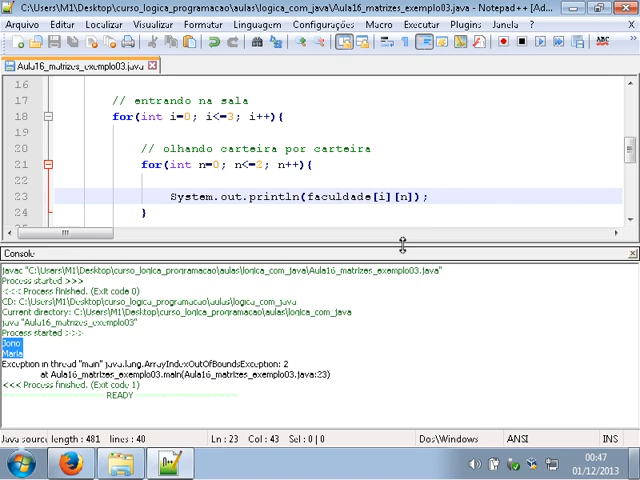 C:\Users\M1\Desktop\curso_logica_programacao\aulas\logica_com_java\Aula16_matrizes_exemplo03.java - Notepad++ [Ad...
Arquivo Editar Localizar Visualizar Formatar Linguagem Configurações Macro Executar Plugins Janela ? X
Aula16_matrizes_exemplo03.java
16
17 // entrando na sala
18 for(int i=0; i<=3; i++){
19
20 // olhando carteira por carteira
21 for(int n=0; n<=2; n++){
22
23 System.out.println(faculdade[i][n]);
24 }
Console
javac "C:\Users\M1\Desktop\curso_logica_programacao\aulas\logica_com_java\Aula16_matrizes_exemplo03.java"
Process started >>>
<<< Process finished. (Exit code 0)
CD: C:\Users\M1\Desktop\curso_logica_programacao\aulas\logica_com_java
Current directory: C:\Users\M1\Desktop\curso_logica_programacao\aulas\logica_com_java
java "Aula16_matrizes_exemplo03"
Process started >>>
Joao
Maria
Exception in thread "main" java.lang.ArrayIndexOutOfBoundsException: 2
at Aula16_matrizes_exemplo03.main(Aula16_matrizes_exemplo03.java:23)
<<< Process finished. (Exit code 1)
================ READY ================
Java sourc length : 481 lines : 40 Ln : 23 Col : 43 Sel : 0 | 0 Dos\Windows ANSI INS
00:47
01/12/2013